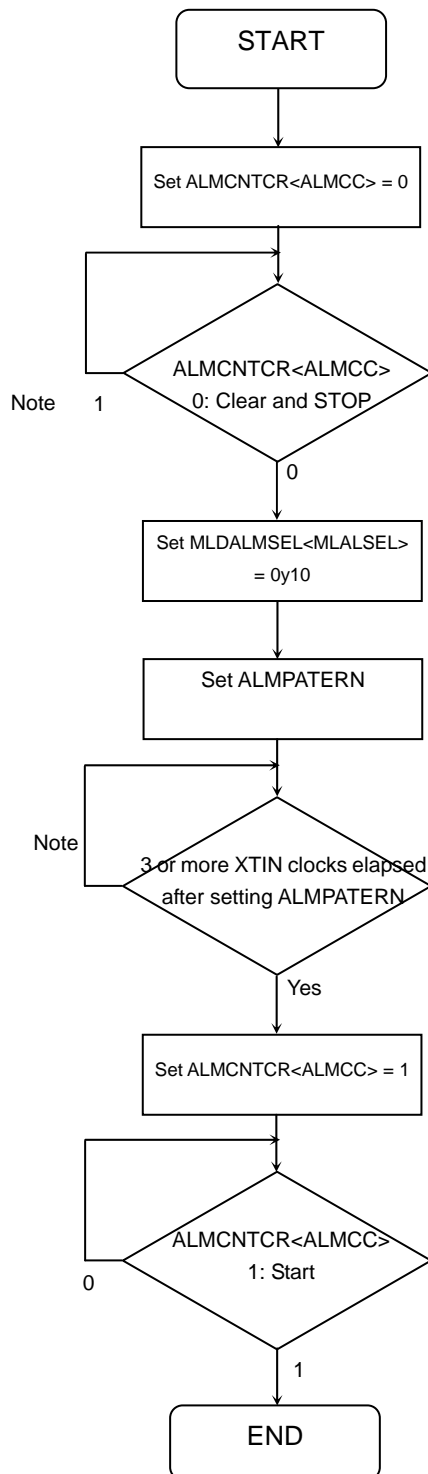 START
Set ALMCNTCR<ALMCC> = 0
ALMCNTCR<ALMCC>
0: Clear and STOP
Note 1
0
Set MLDALMSEL<MLALSEL>
= 0y10
Set ALMPATERN
Note
3 or more XTIN clocks elapsed
after setting ALMPATERN
Yes
Set ALMCNTCR<ALMCC> = 1
ALMCNTCR<ALMCC>
1: Start
0
1
END